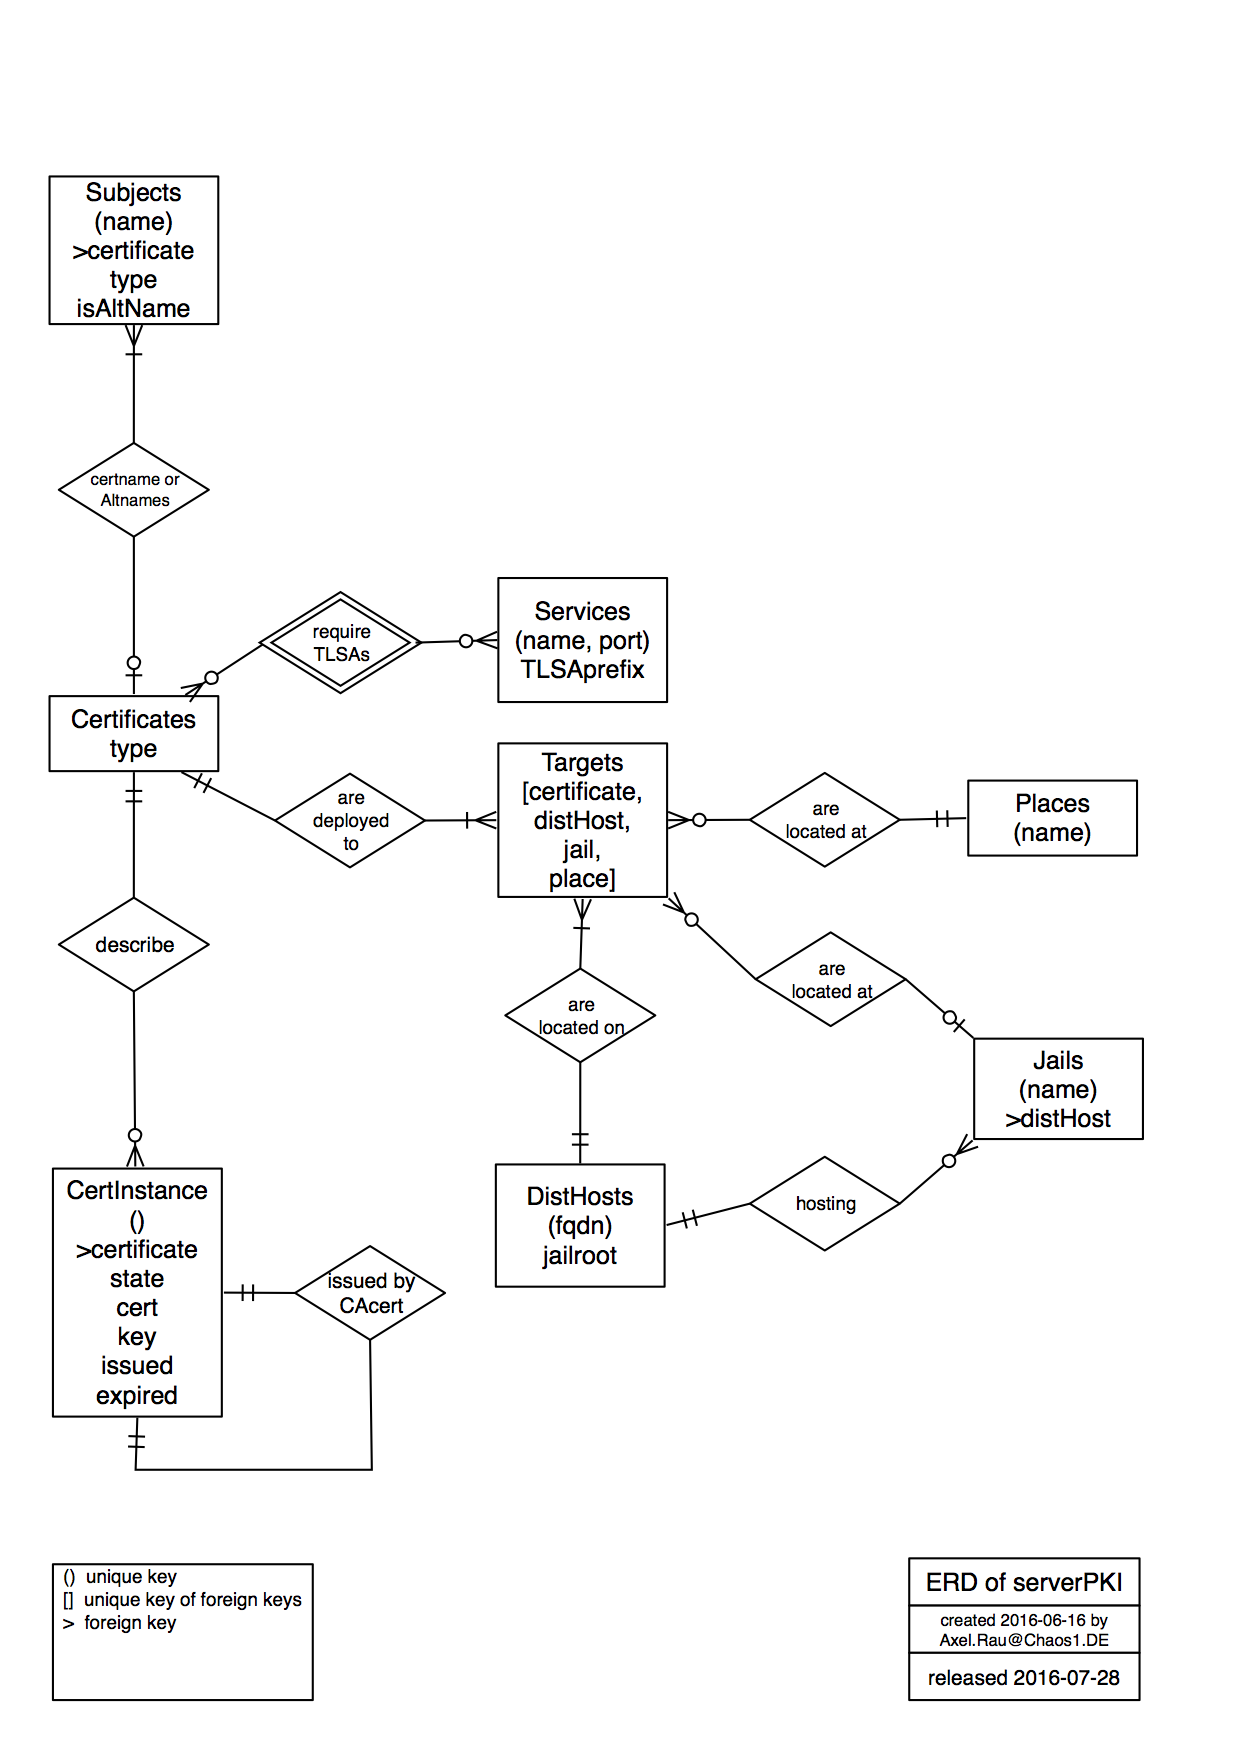 Subjects
(name)
>certificate
type
isAltName
certname or
Altnames
require
TLSAs
Services
(name, port)
TLSAprefix
Certificates
type
are
deployed
to
Targets
[certificate,
distHost,
jail,
place]
are
located at
Places
(name)
describe
are
located on
are
located at
Jails
(name)
>distHost
CertInstance
()
>certificate
state
cert
key
issued
expired
issued by
CAcert
DistHosts
(fqdn)
jailroot
hosting
() unique key
[] unique key of foreign keys
> foreign key
ERD of serverPKI
created 2016-06-16 by
Axel.Rau@Chaos1.DE
released 2016-07-28